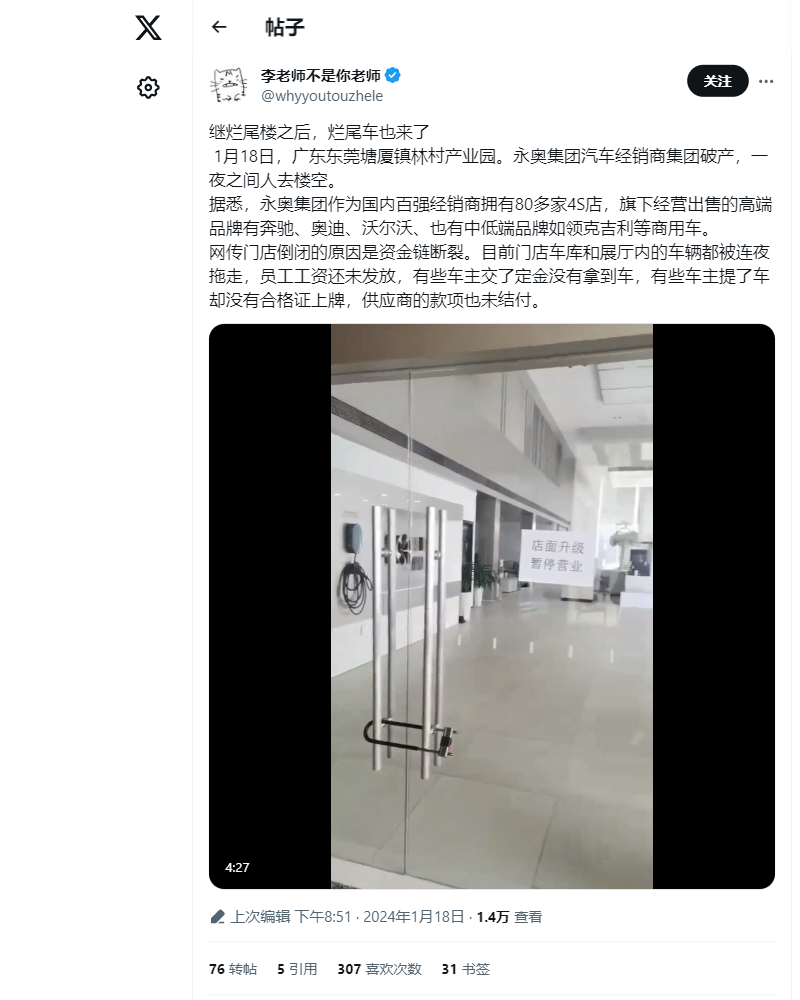 帖子
李老师不是你老师
@whyyoutouzhele
关注
继烂尾楼之后，烂尾车也来了
1月18日，广东东莞塘厦镇林村产业园。永奥集团汽车经销商集团破产，一
夜之间人去楼空。
据悉，永奥集团作为国内百强经销商拥有80多家4S店，旗下经营出售的高端
品牌有奔驰、奥迪、沃尔沃、也有中低端品牌如领克吉利等商用车。
网传门店倒闭的原因是资金链断裂。目前门店车库和展厅内的车辆都被连夜
拖走，员工工资还未发放，有些车主交了定金没有拿到车，有些车主提了车
却没有合格证上牌，供应商的款项也未结付。
店面升级
暂停营业
4:27
上次编辑 下午8:51 · 2024年1月18日 · 1.4万 查看
76 转帖 5 引用 307 喜欢次数 31 书签